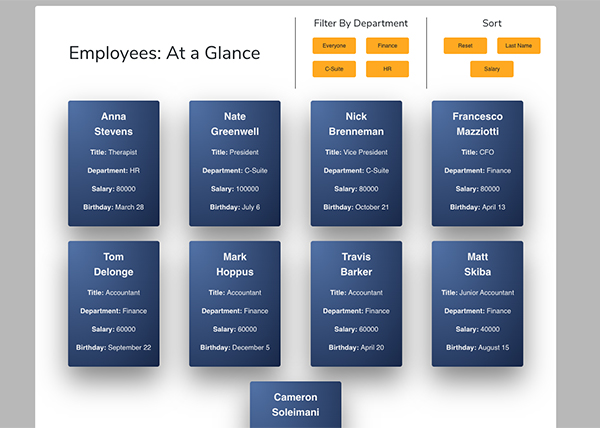 Employees: At a Glance
Filter By Department
Everyone
Finance
C-Suite
HR
Sort
Reset
Last Name
Salary
Anna
Stevens
Title: Therapist
Department: HR
Salary: 80000
Birthday: March 28
Nate
Greenwell
Title: President
Department: C-Suite
Salary: 100000
Birthday: July 6
Nick
Brenneman
Title: Vice President
Department: C-Suite
Salary: 80000
Birthday: October 21
Francesco
Mazziotti
Title: CFO
Department: Finance
Salary: 80000
Birthday: April 13
Tom
Delonge
Title: Accountant
Department: Finance
Salary: 60000
Birthday: September 22
Mark
Hoppus
Title: Accountant
Department: Finance
Salary: 60000
Birthday: December 5
Travis
Barker
Title: Accountant
Department: Finance
Salary: 60000
Birthday: April 20
Matt
Skiba
Title: Junior Accountant
Department: Finance
Salary: 40000
Birthday: August 15
Cameron
Soleimani